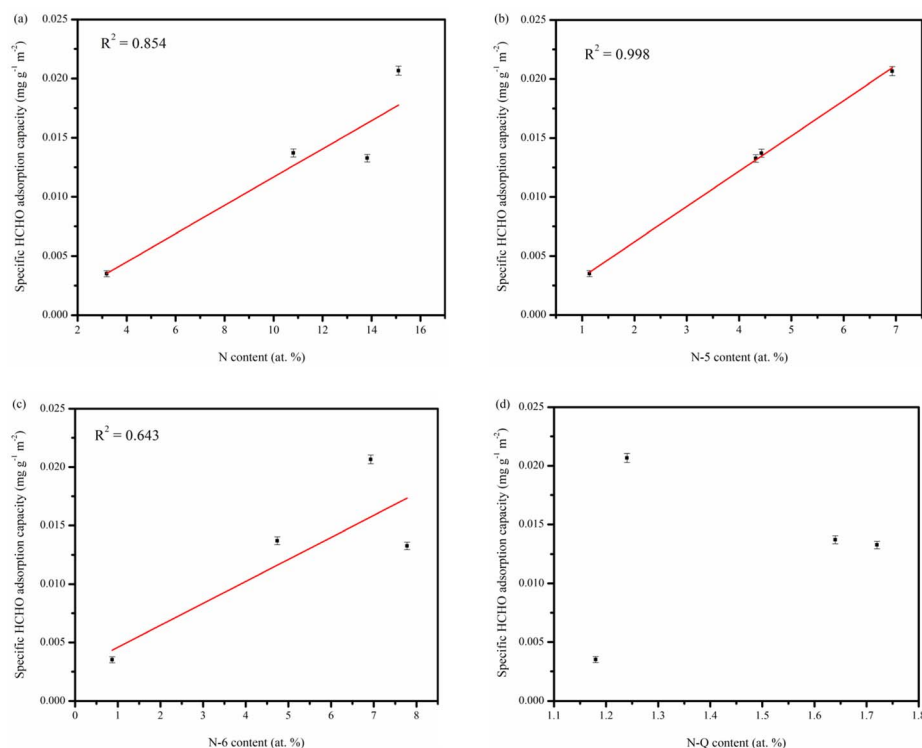 (a)
R² = 0.854
Specific HCHO adsorption capacity (mg g⁻¹ m⁻²)
0.025
0.020
0.015
0.010
0.005
0.000
2 4 6 8 10 12 14 16
N content (at. %)
(b)
R² = 0.998
Specific HCHO adsorption capacity (mg g⁻¹ m⁻²)
0.025
0.020
0.015
0.010
0.005
0.000
1 2 3 4 5 6 7
N-5 content (at. %)
(c)
R² = 0.643
Specific HCHO adsorption capacity (mg g⁻¹ m⁻²)
0.025
0.020
0.015
0.010
0.005
0.000
0 1 2 3 4 5 6 7 8
N-6 content (at. %)
(d)
Specific HCHO adsorption capacity (mg g⁻¹ m⁻²)
0.025
0.020
0.015
0.010
0.005
0.000
1.1 1.2 1.3 1.4 1.5 1.6 1.7 1.8
N-Q content (at. %)